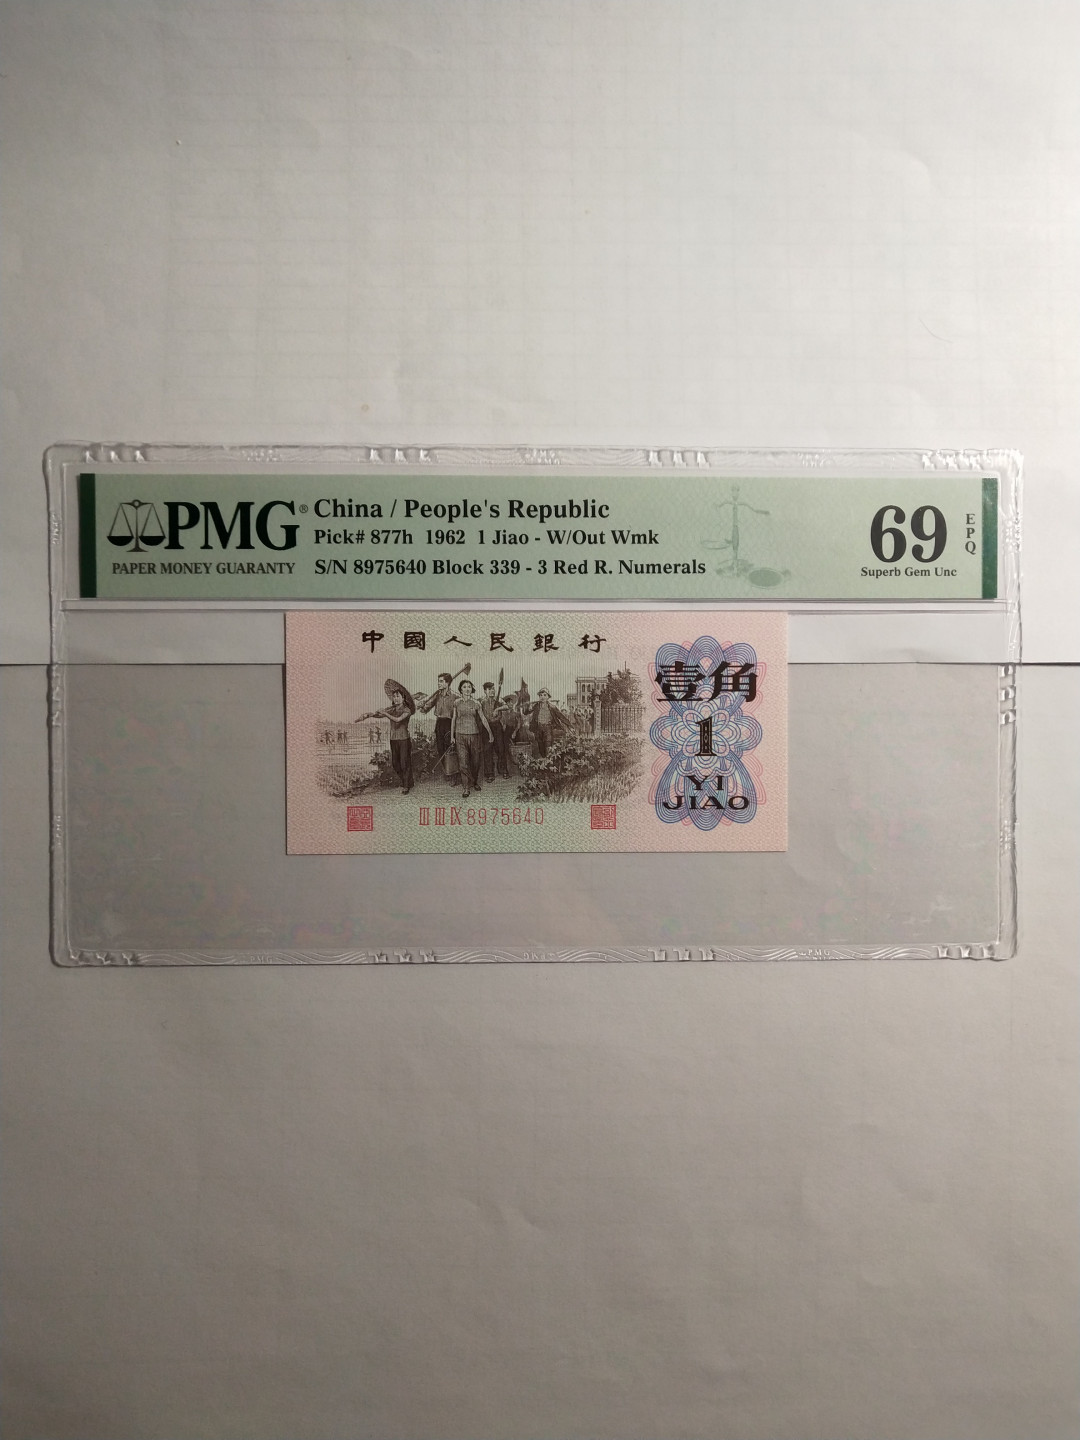 PMG®
PAPER MONEY GUARANTY
China / People's Republic
Pick# 877h 1962 1 Jiao - W/Out Wmk
S/N 8975640 Block 339 - 3 Red R. Numerals
69
EPQ
Superb Gem Unc
中國人民銀行
壹角
1
YI
JIAO
III III IX 8975640
PMG
PMG